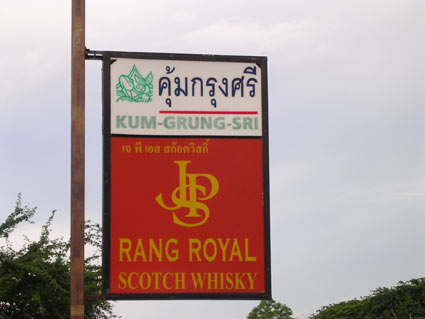 คุ้มกรุงศรี
KUM-GRUNG-SRI
เจ พี เอส สก๊อตวิสกี้
JPS
RANG ROYAL
SCOTCH WHISKY